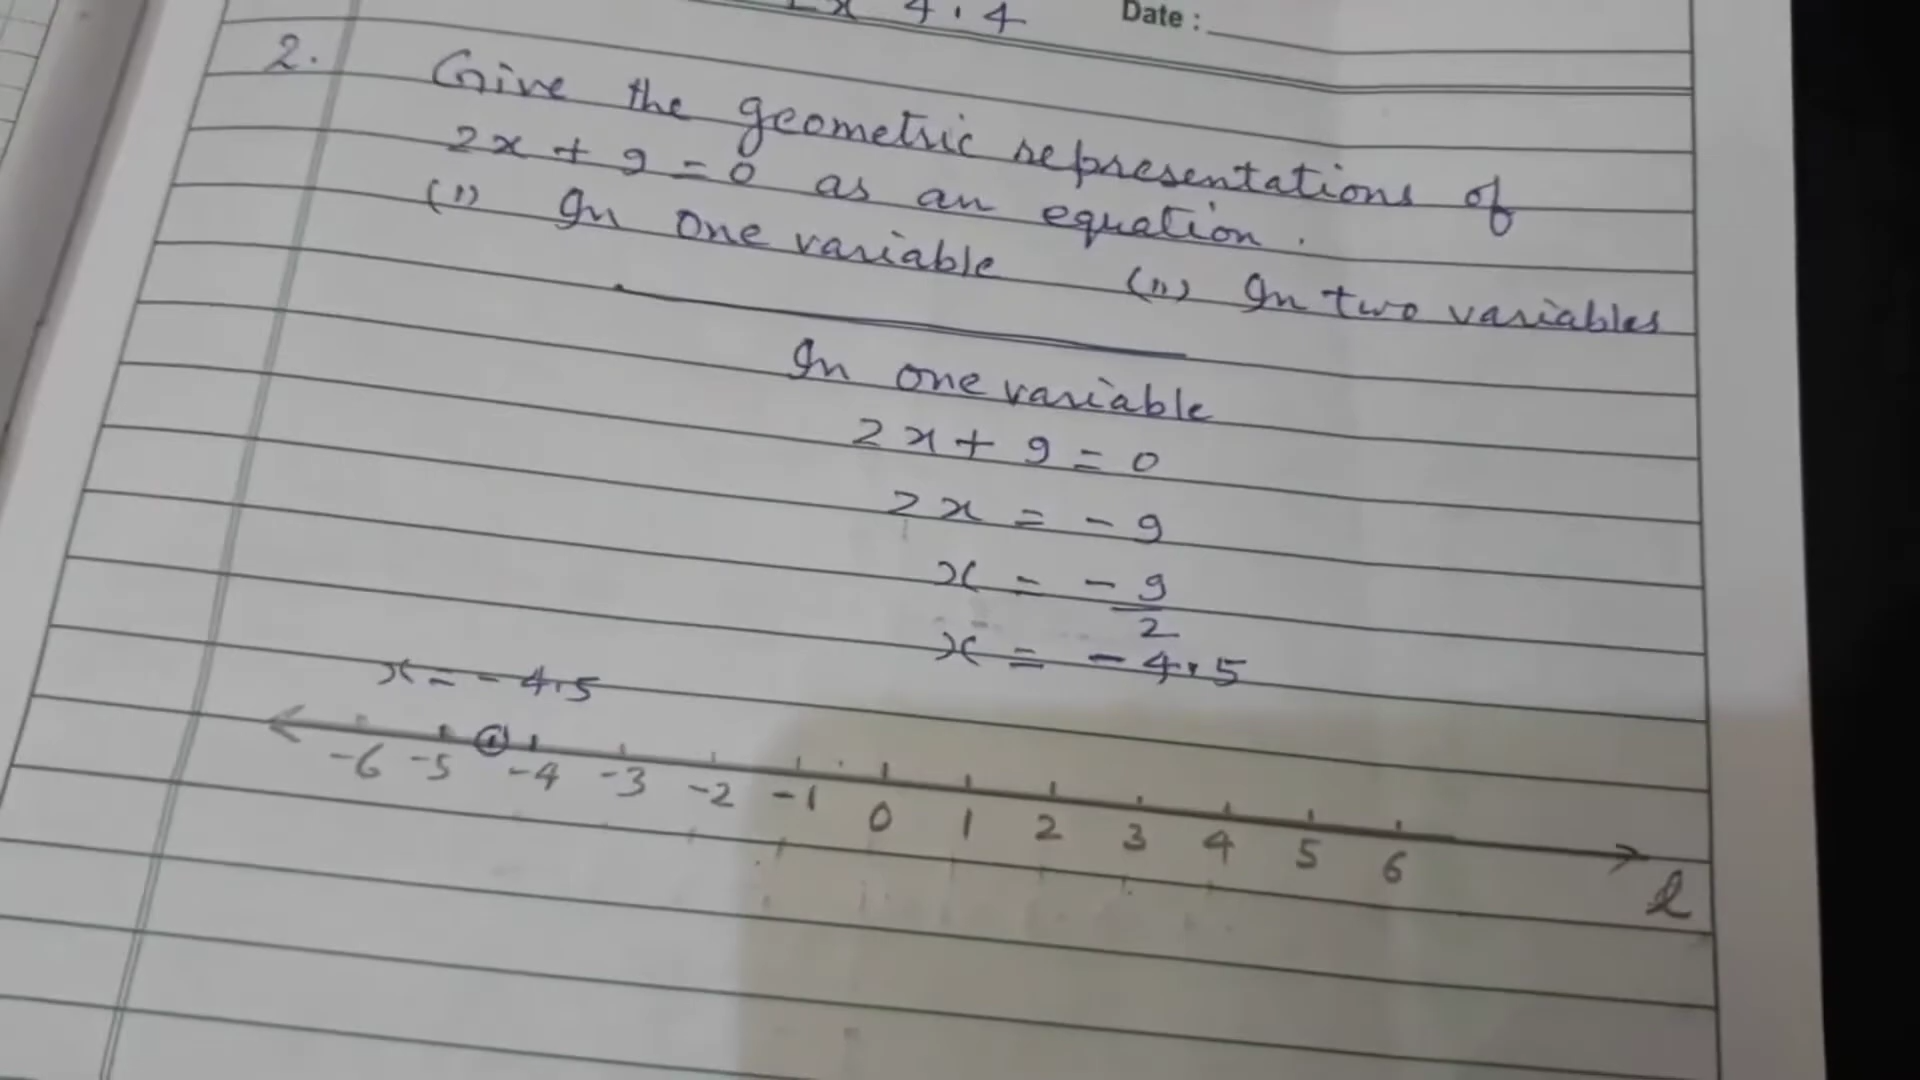 4.4
Date :
2. Give the geometric representations of
2x + 9 = 0 as an equation.
(i) In one variable (ii) In two variables
In one variable
2x + 9 = 0
2x = - 9
x = - 9/2
x = - 4.5
x = - 4.5
-6 -5 -4 -3 -2 -1 0 1 2 3 4 5 6
l